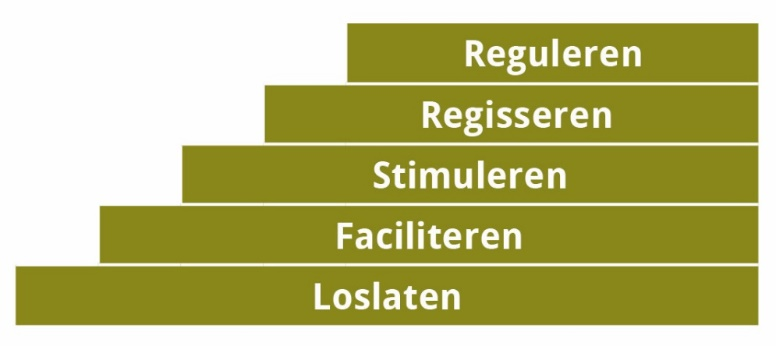 Reguleren
Regisseren
Stimuleren
Faciliteren
Loslaten